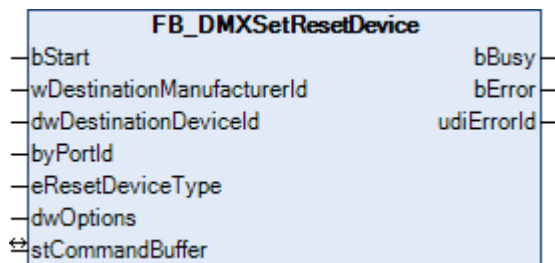 FB_DMXSetResetDevice
bStart bBusy
wDestinationManufacturerId bError
dwDestinationDeviceId udiErrorId
byPortId
eResetDeviceType
dwOptions
stCommandBuffer